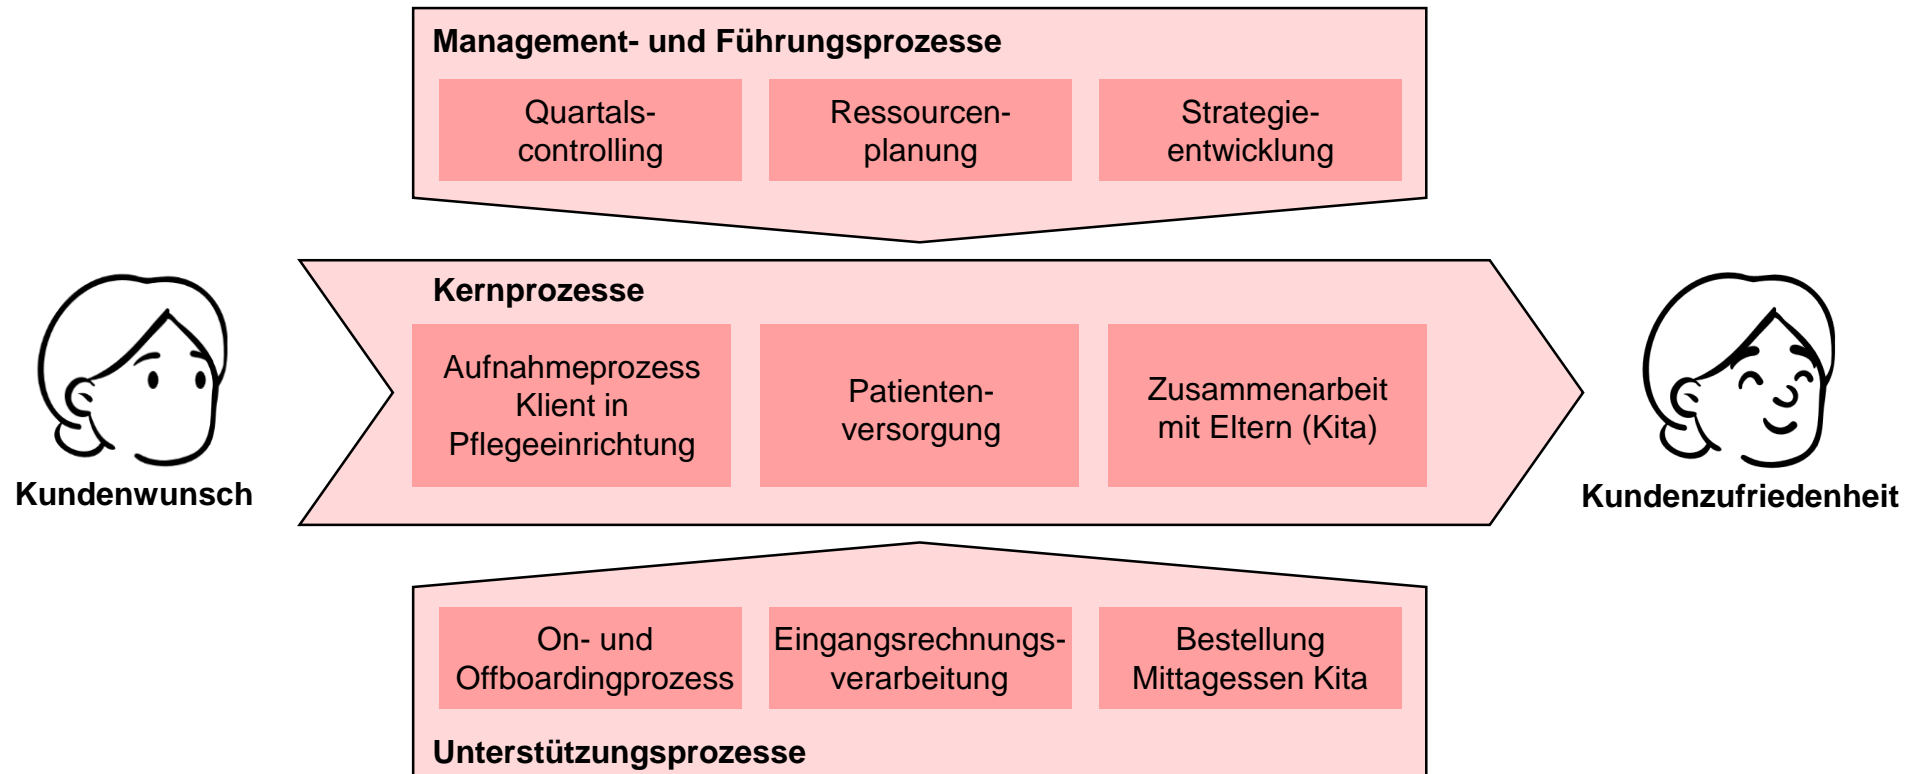 Management- und Führungsprozesse
Quartals-
controlling
Ressourcen-
planung
Strategie-
entwicklung
Kernprozesse
Aufnahmeprozess
Klient in
Pflegeeinrichtung
Patienten-
versorgung
Zusammenarbeit
mit Eltern (Kita)
Kundenwunsch
Kundenzufriedenheit
On- und
Offboardingprozess
Eingangsrechnungs-
verarbeitung
Bestellung
Mittagessen Kita
Unterstützungsprozesse